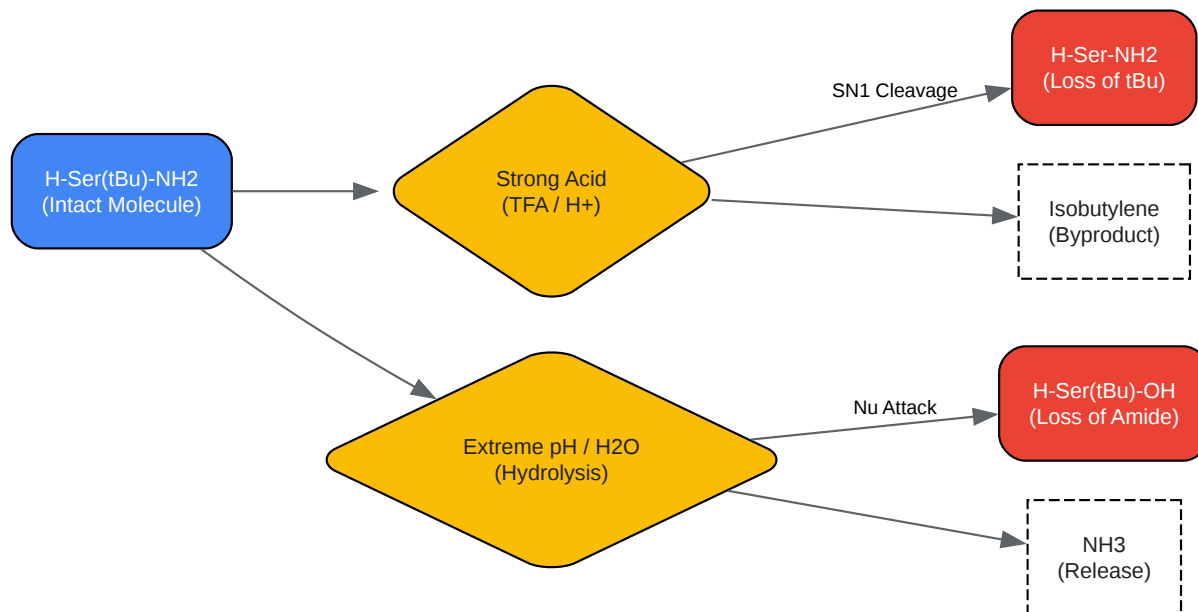 H-Ser(tBu)-NH2
(Intact Molecule)
Strong Acid
(TFA / H+)
SN1 Cleavage
H-Ser-NH2
(Loss of tBu)
Isobutylene
(Byproduct)
Extreme pH / H2O
(Hydrolysis)
Nu Attack
H-Ser(tBu)-OH
(Loss of Amide)
NH3
(Release)